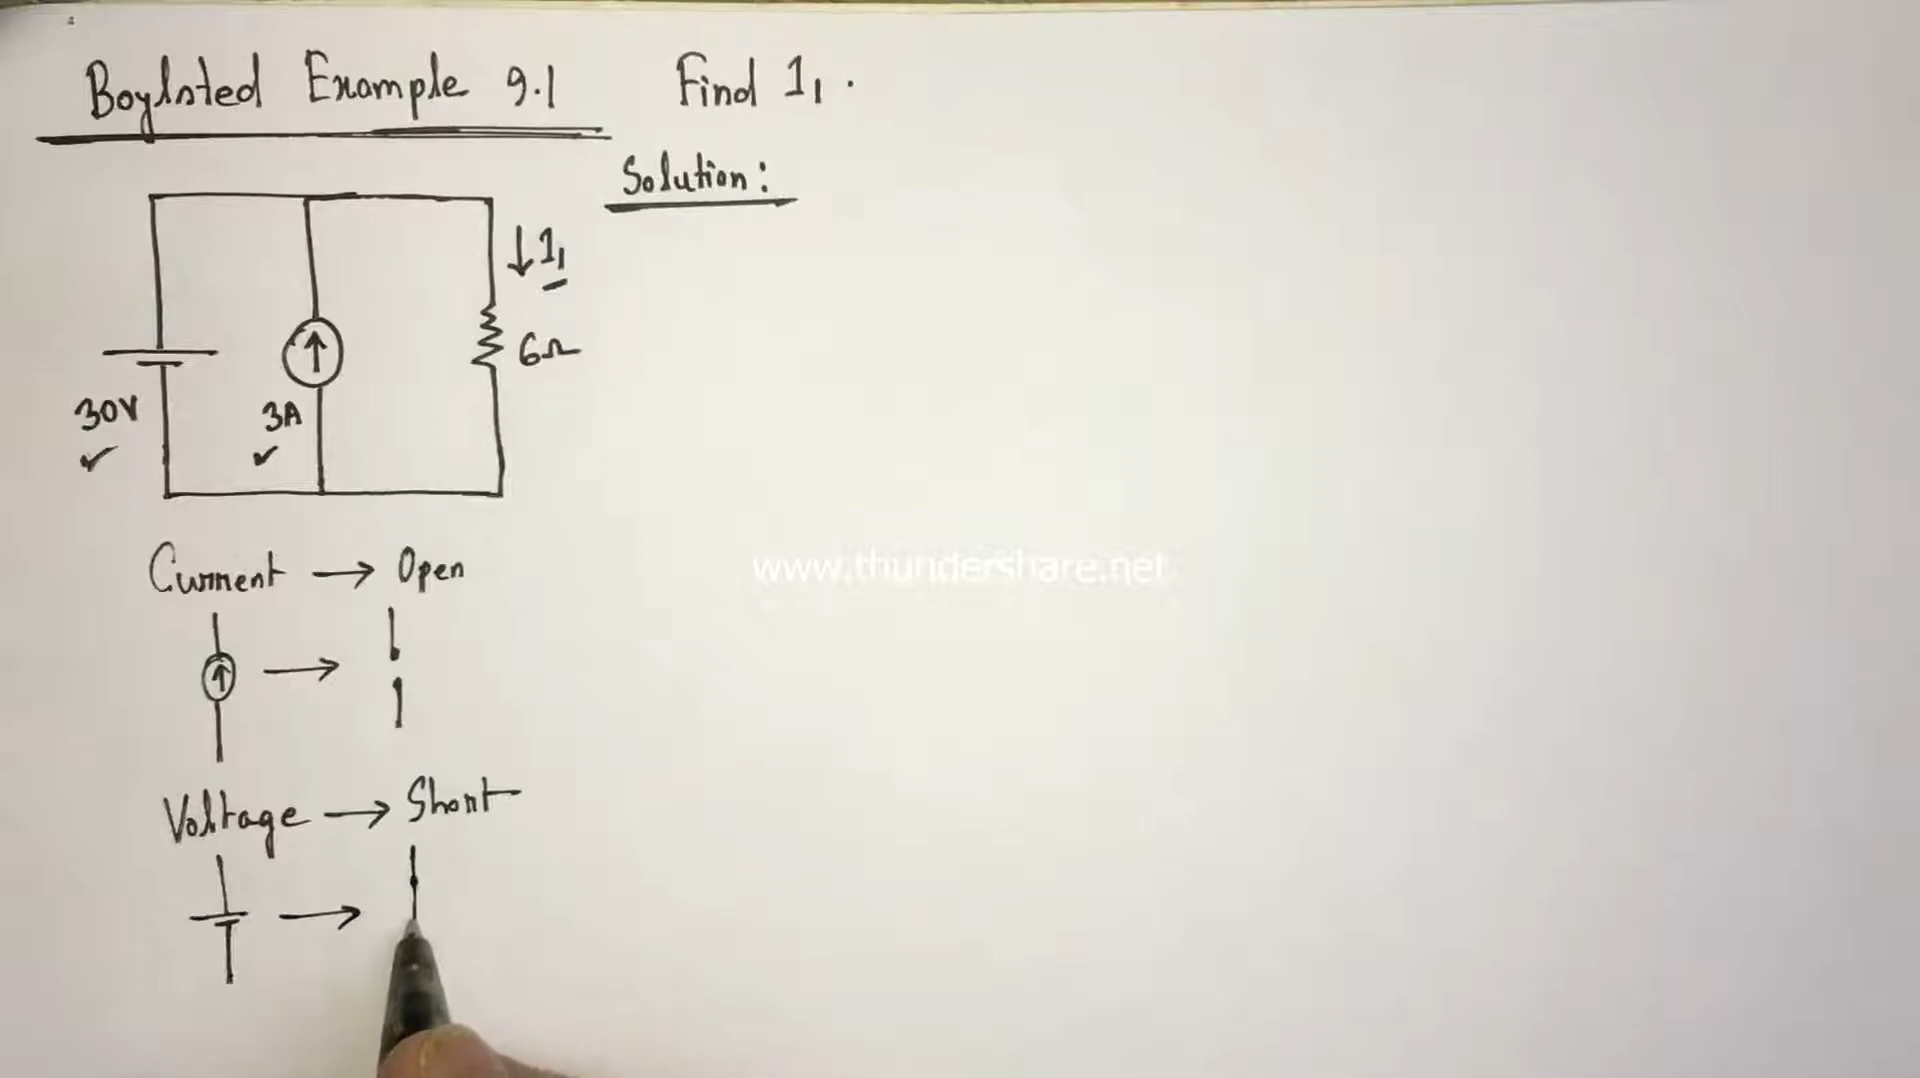 Boylsted Example 9.1 Find I₁.
Solution:
↓I₁
6Ω
30V
3A
Current → Open
www.thundershare.net
Voltage → Short